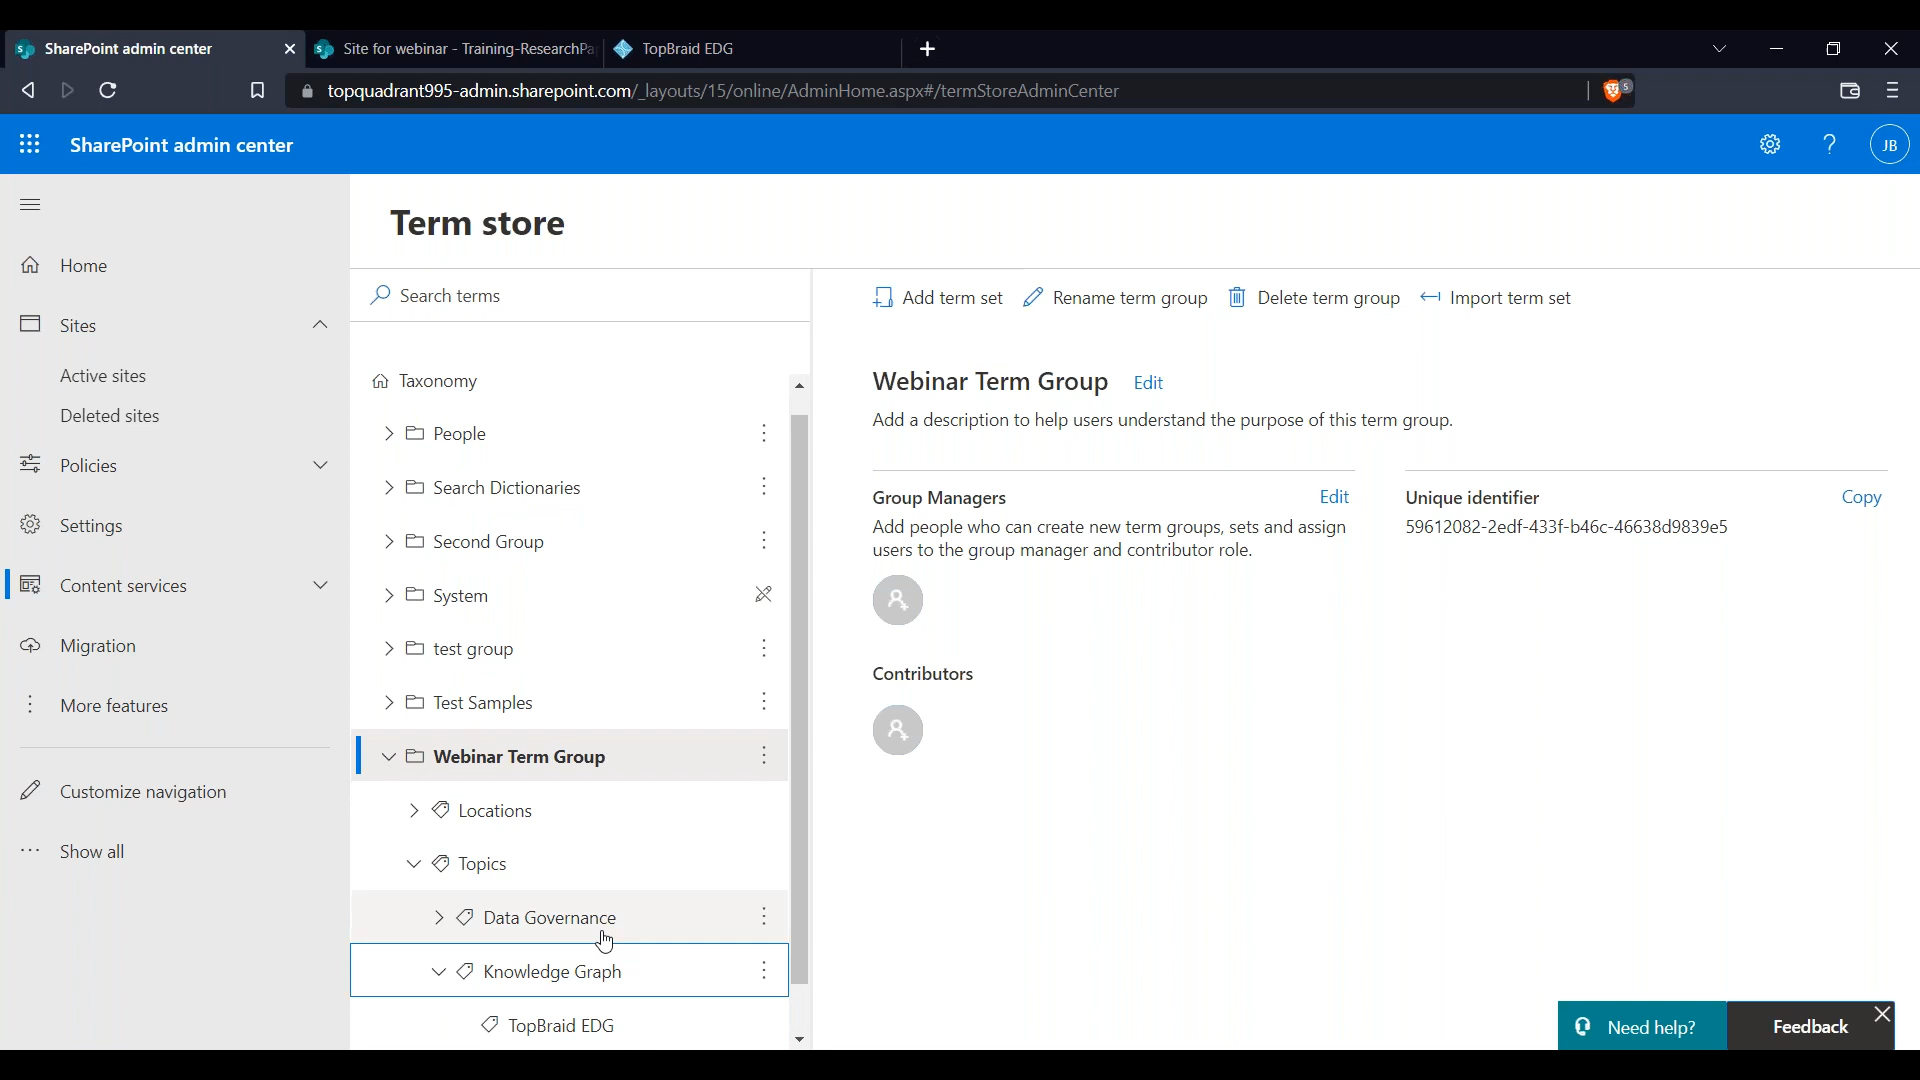 SharePoint admin center
Site for webinar - Training-ResearchPa
TopBraid EDG
topquadrant995-admin.sharepoint.com/_layouts/15/online/AdminHome.aspx#/termStoreAdminCenter
5
SharePoint admin center
?
JB
Home
Sites
Active sites
Deleted sites
Policies
Settings
Content services
Migration
More features
Customize navigation
Show all
Term store
Search terms
Taxonomy
People
Search Dictionaries
Second Group
System
test group
Test Samples
Webinar Term Group
Locations
Topics
Data Governance
Knowledge Graph
TopBraid EDG
Add term set
Rename term group
Delete term group
Import term set
Webinar Term Group Edit
Add a description to help users understand the purpose of this term group.
Group Managers Edit
Add people who can create new term groups, sets and assign
users to the group manager and contributor role.
Contributors
Unique identifier Copy
59612082-2edf-433f-b46c-46638d9839e5
Need help?
Feedback